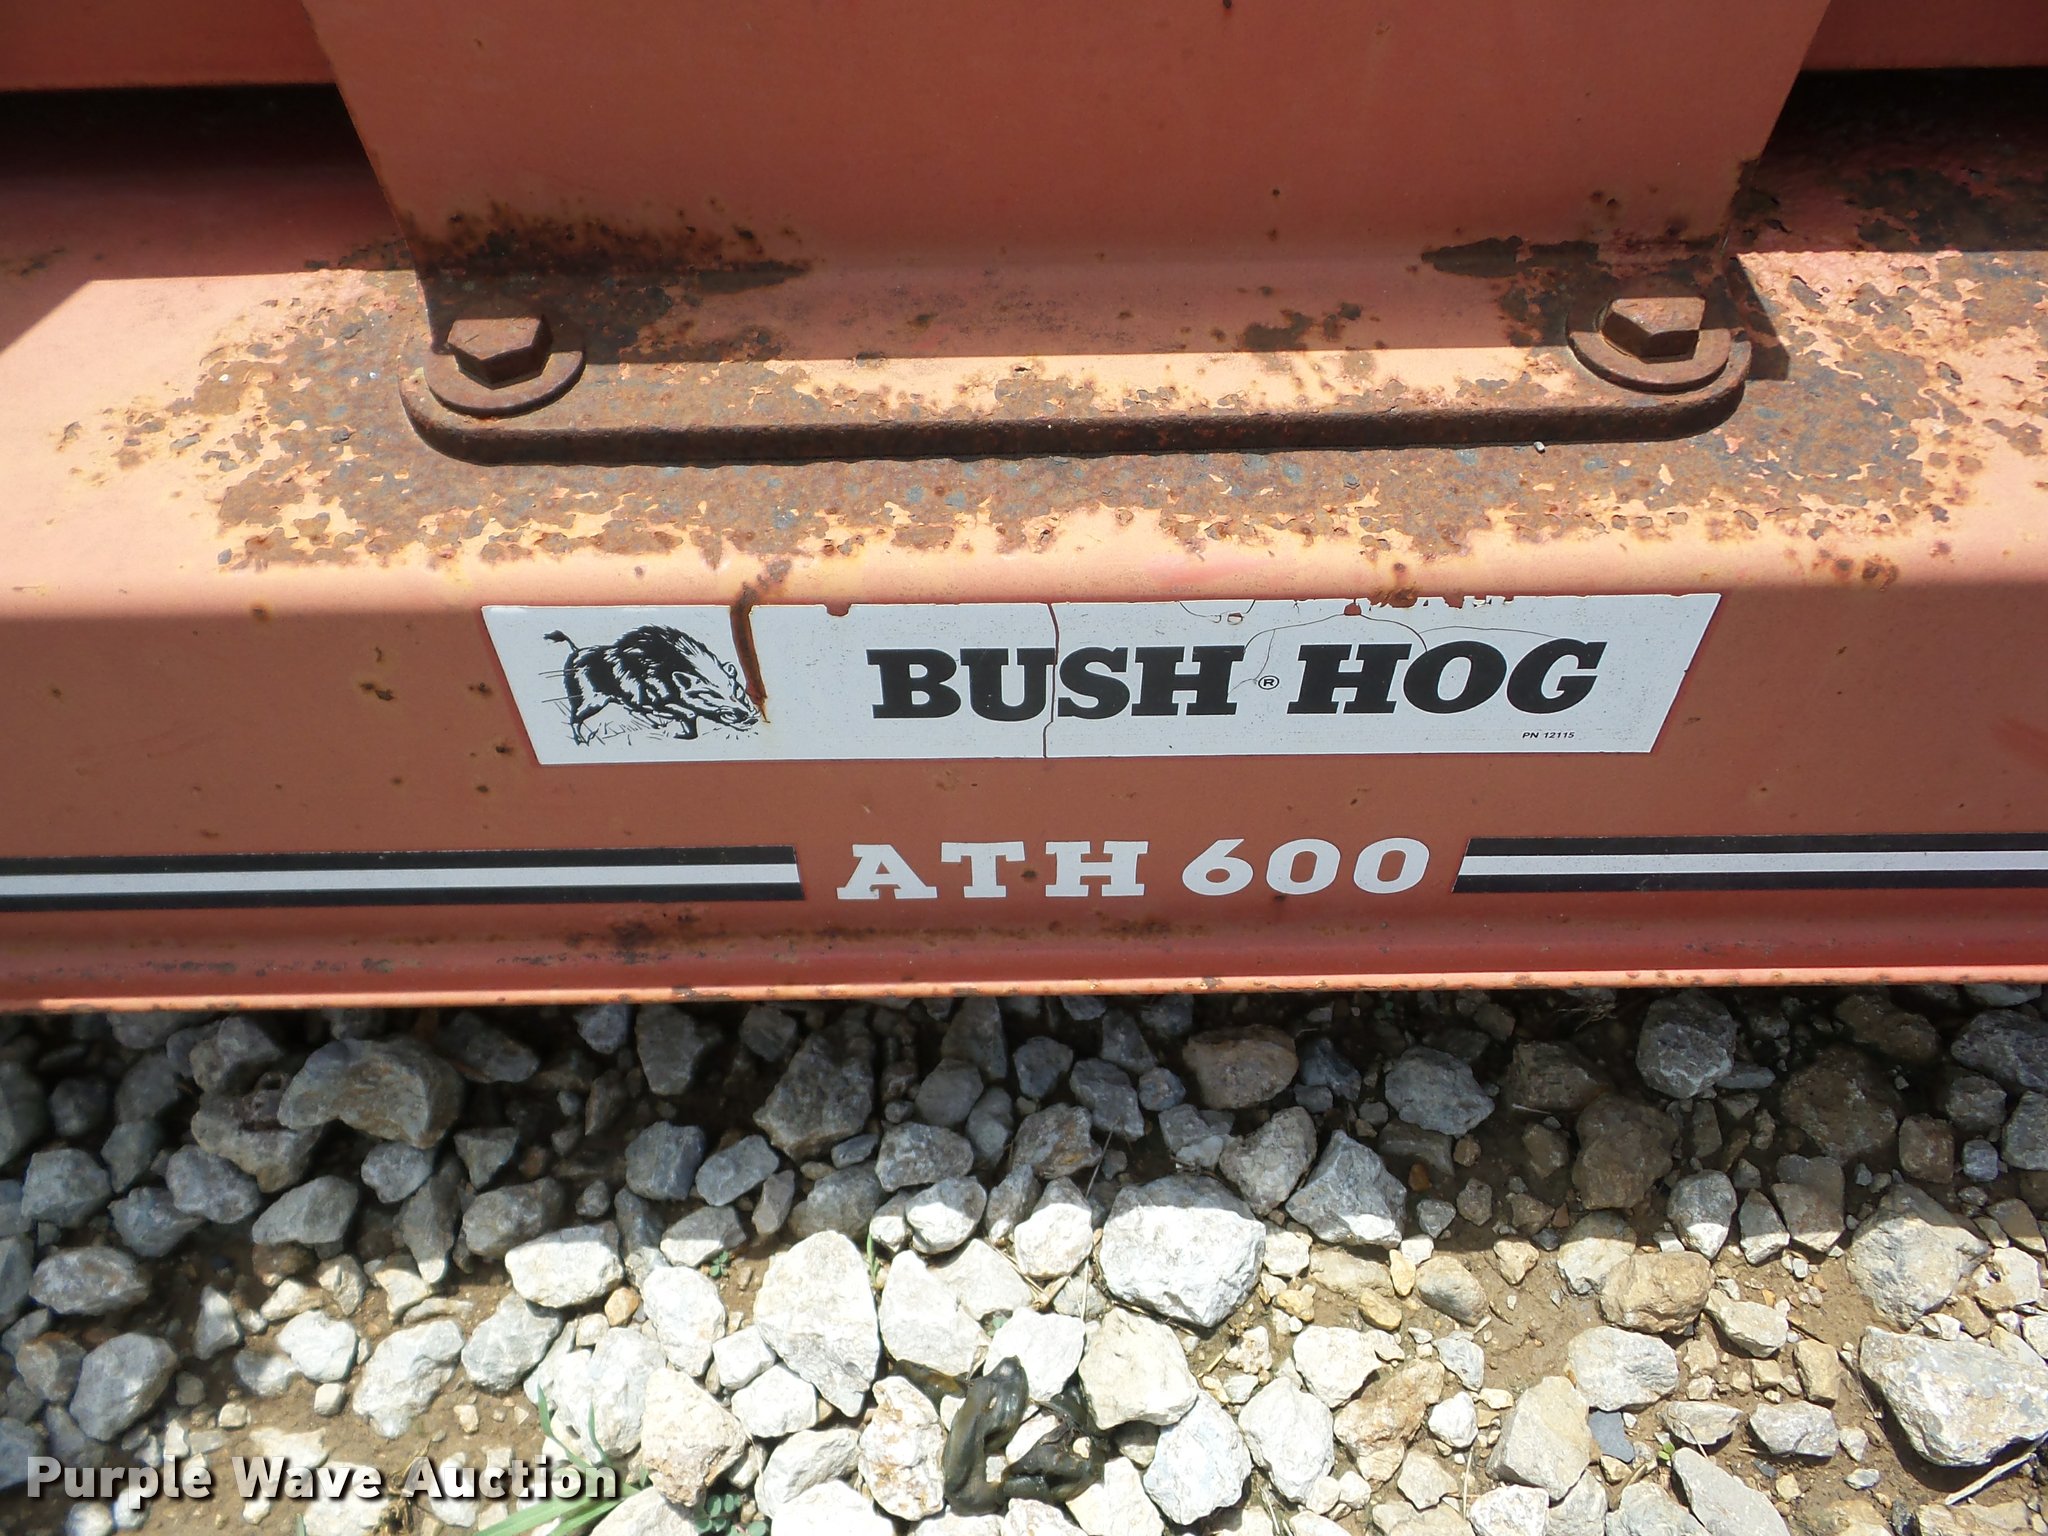 BUSH ® HOG
PN 12115
ATH 600
Purple Wave Auction